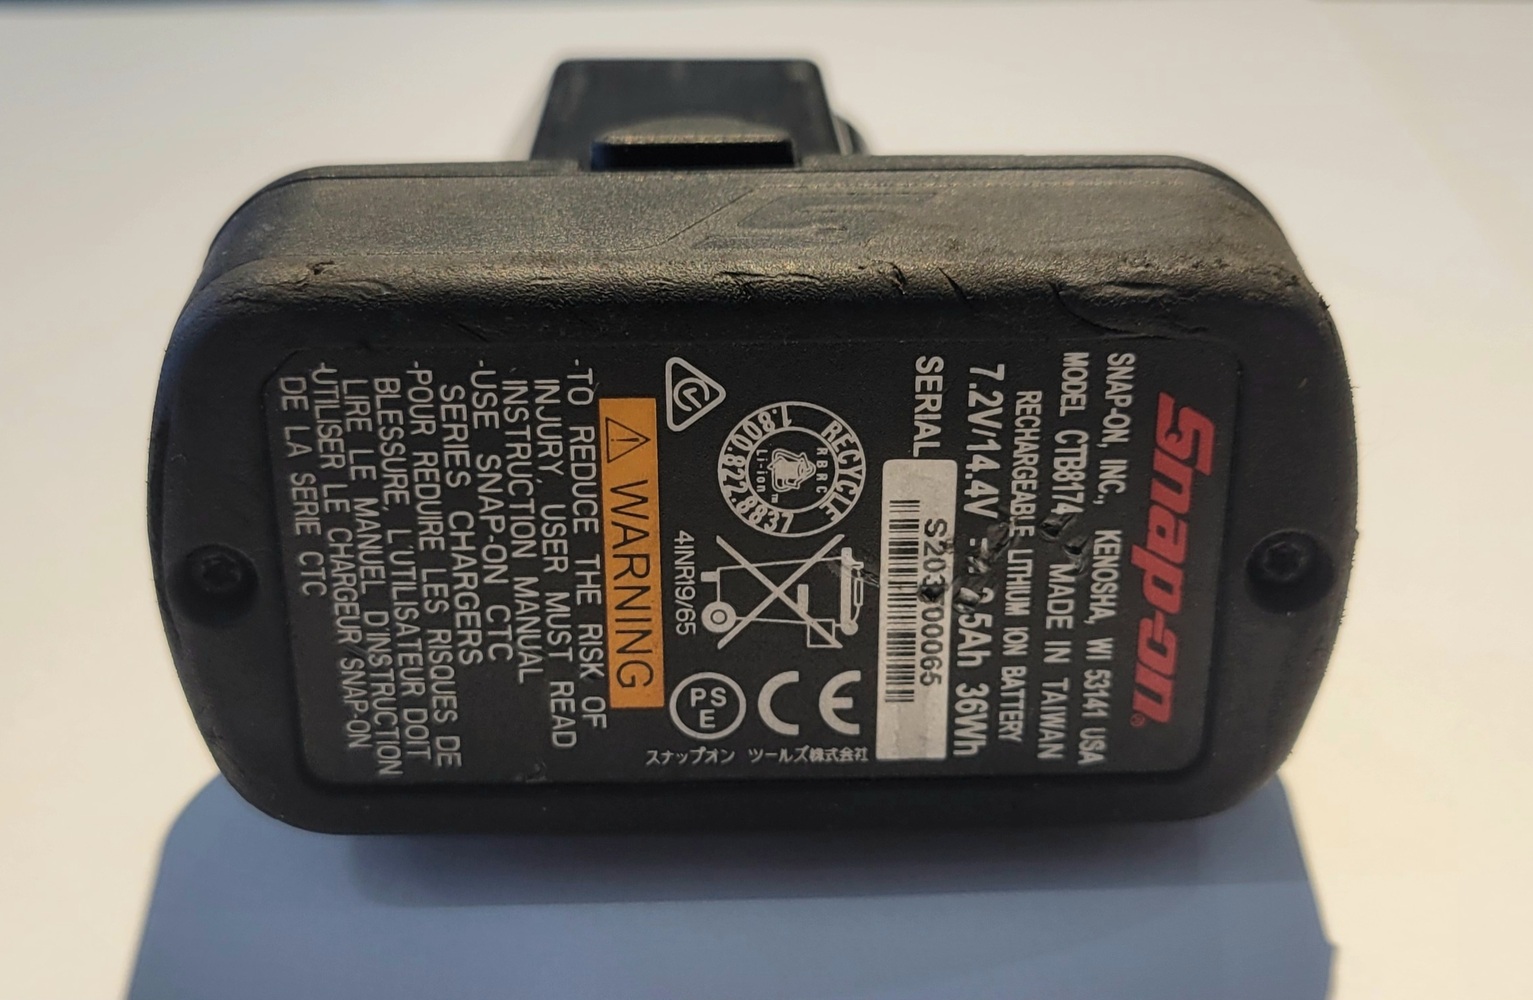 Snap-on®
SNAP-ON, INC., KENOSHA, WI 53141 USA
MODEL CTB8174 MADE IN TAIWAN
RECHARGEABLE LITHIUM ION BATTERY
7.2V/14.4V 2.5Ah 36Wh
SERIAL
RECYCLE
RBRC
Li-ion
1.800.822.8837
CE
4INR19/65
PSE
スナップオン ツールズ株式会社
⚠ WARNING
-TO REDUCE THE RISK OF
INJURY, USER MUST READ
INSTRUCTION MANUAL
-USE SNAP-ON CTC
SERIES CHARGERS
-POUR REDUIRE LES RISQUES DE
BLESSURE, L'UTILISATEUR DOIT
LIRE LE MANUEL D'INSTRUCTION
-UTILISER LE CHARGEUR SNAP-ON
DE LA SERIE CTC